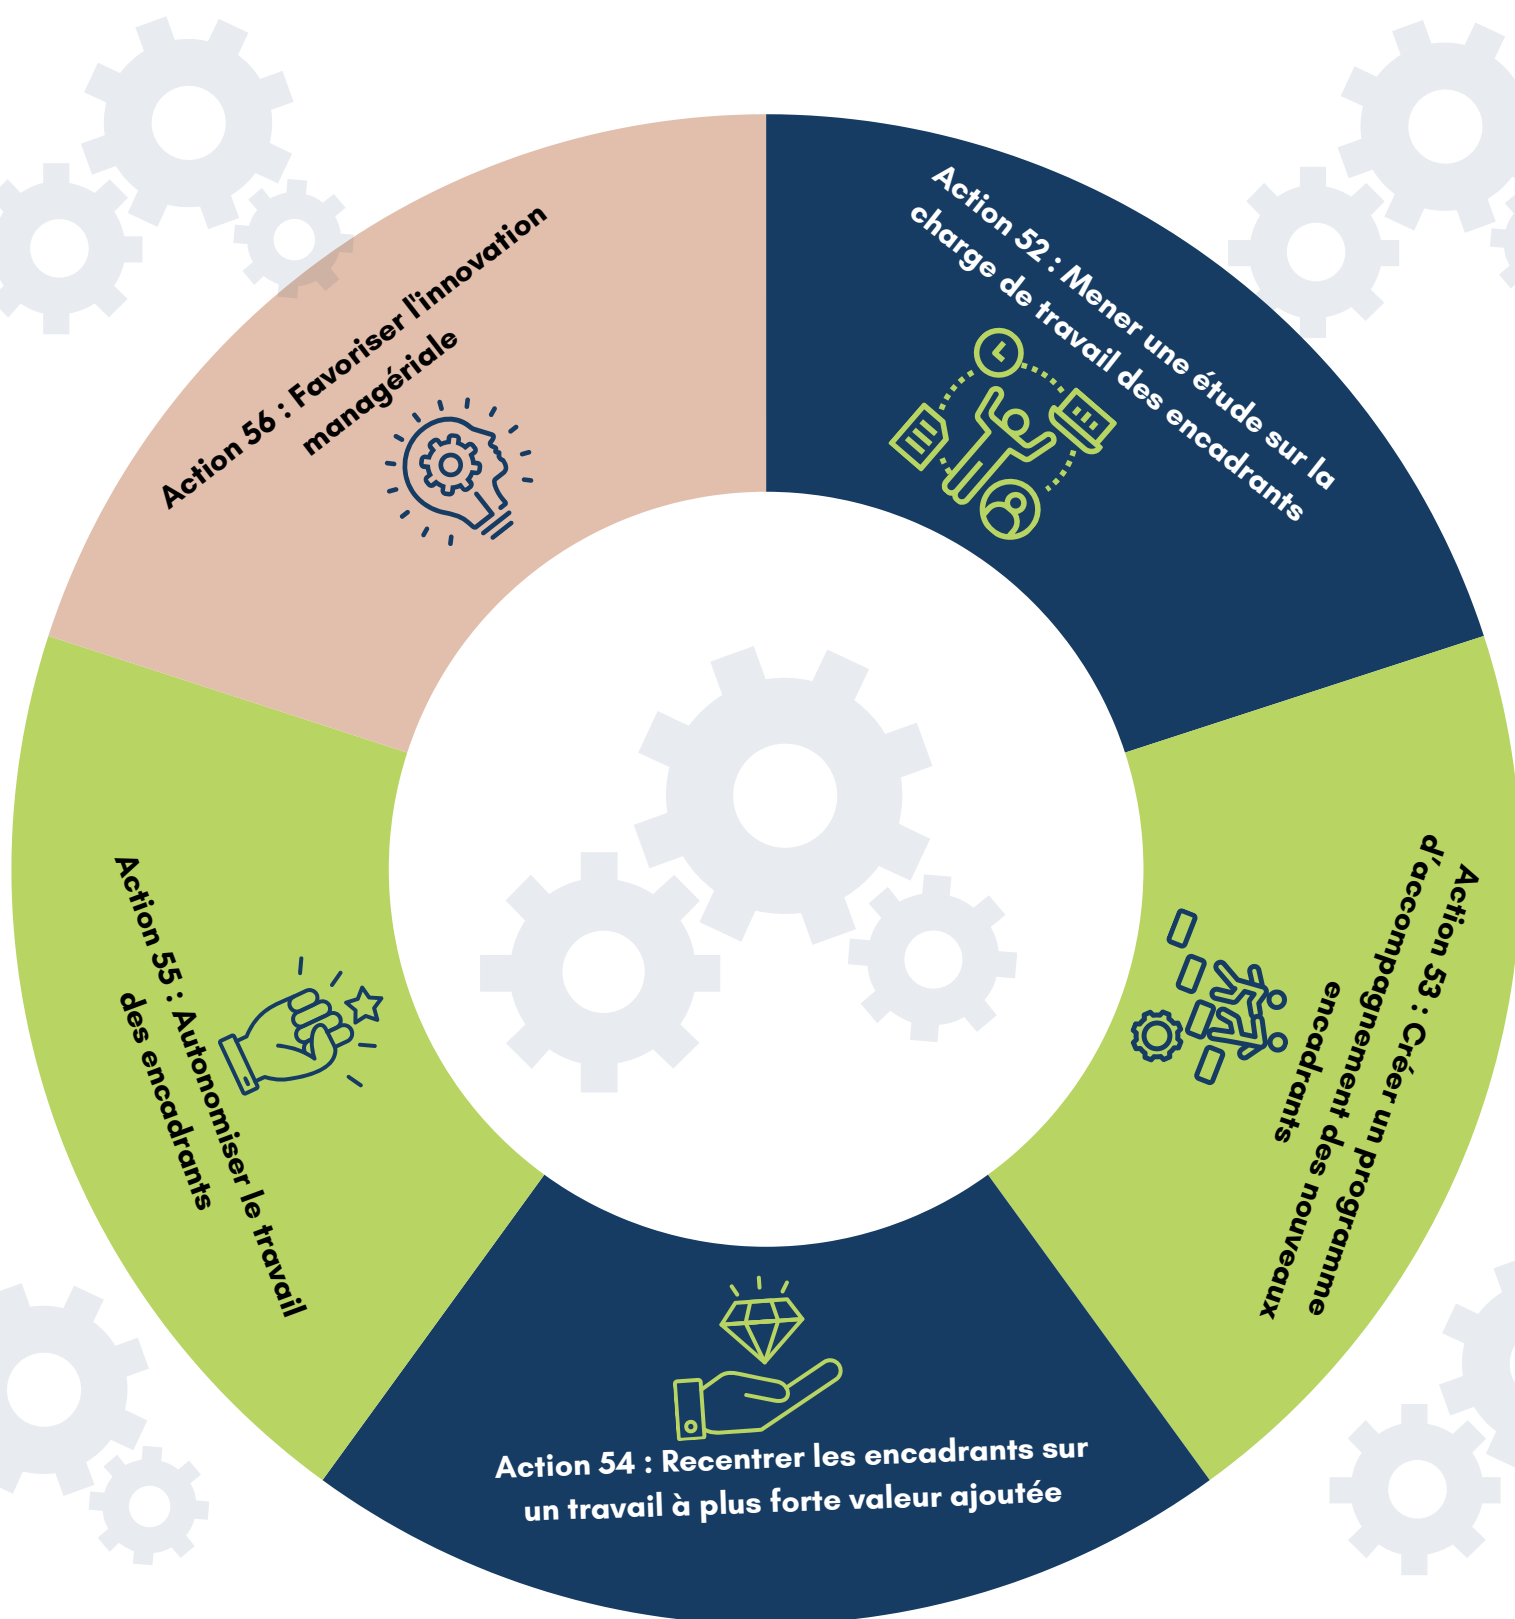 Action 52 : Mener une étude sur la
charge de travail des encadrants
Action 53 : Créer un programme
d'acccompagnement des nouveaux
encadrants
Action 54 : Recentrer les encadrants sur
un travail à plus forte valeur ajoutée
Action 55 : Autonomiser le travail
des encadrants
Action 56 : Favoriser l'innovation
managériale